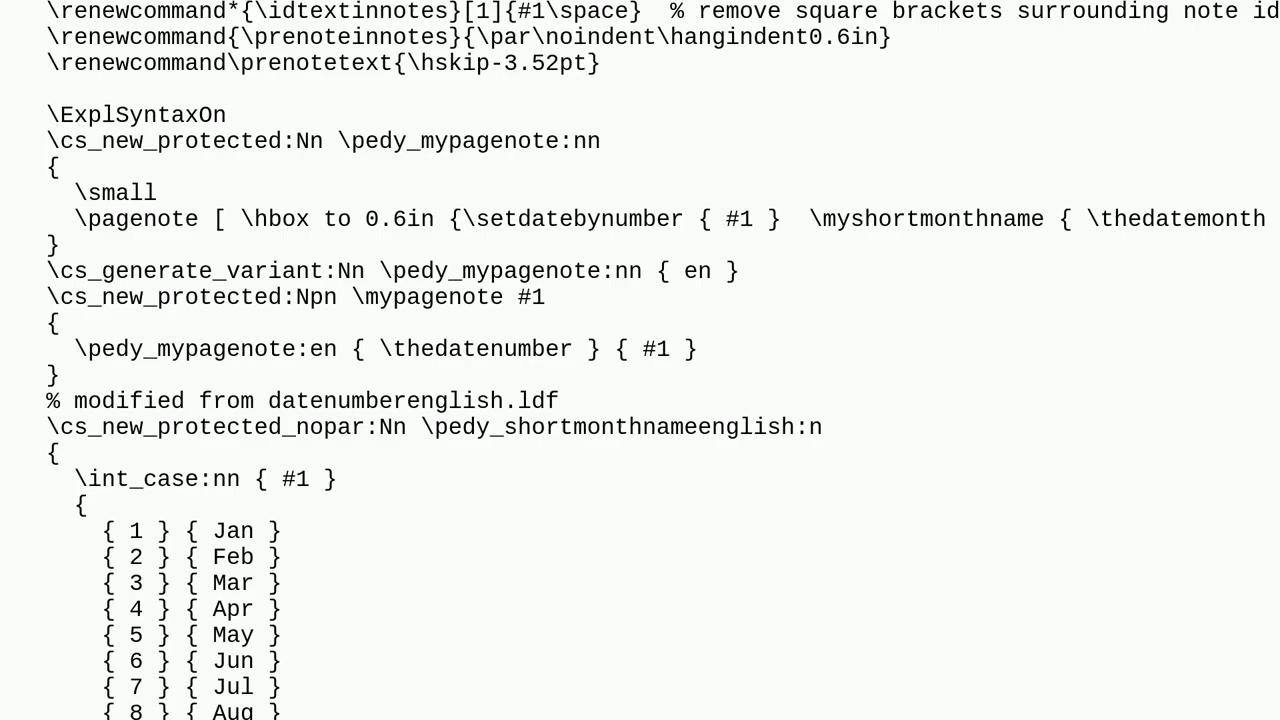 \renewcommand*{\idtextinnotes}[1]{#1\space}  % remove square brackets surrounding note id
\renewcommand{\prenoteinnotes}{\par\noindent\hangindent0.6in}
\renewcommand\prenotetext{\hskip-3.52pt}
\ExplSyntaxOn
\cs_new_protected:Nn \pedy_mypagenote:nn
{
  \small
  \pagenote [ \hbox to 0.6in {\setdatebynumber { #1 }  \myshortmonthname { \thedatemonth
}
\cs_generate_variant:Nn \pedy_mypagenote:nn { en }
\cs_new_protected:Npn \mypagenote #1
{
  \pedy_mypagenote:en { \thedatenumber } { #1 }
}
% modified from datenumberenglish.ldf
\cs_new_protected_nopar:Nn \pedy_shortmonthnameenglish:n
{
  \int_case:nn { #1 }
  {
    { 1 } { Jan }
    { 2 } { Feb }
    { 3 } { Mar }
    { 4 } { Apr }
    { 5 } { May }
    { 6 } { Jun }
    { 7 } { Jul }
    { 8 } { Aug }